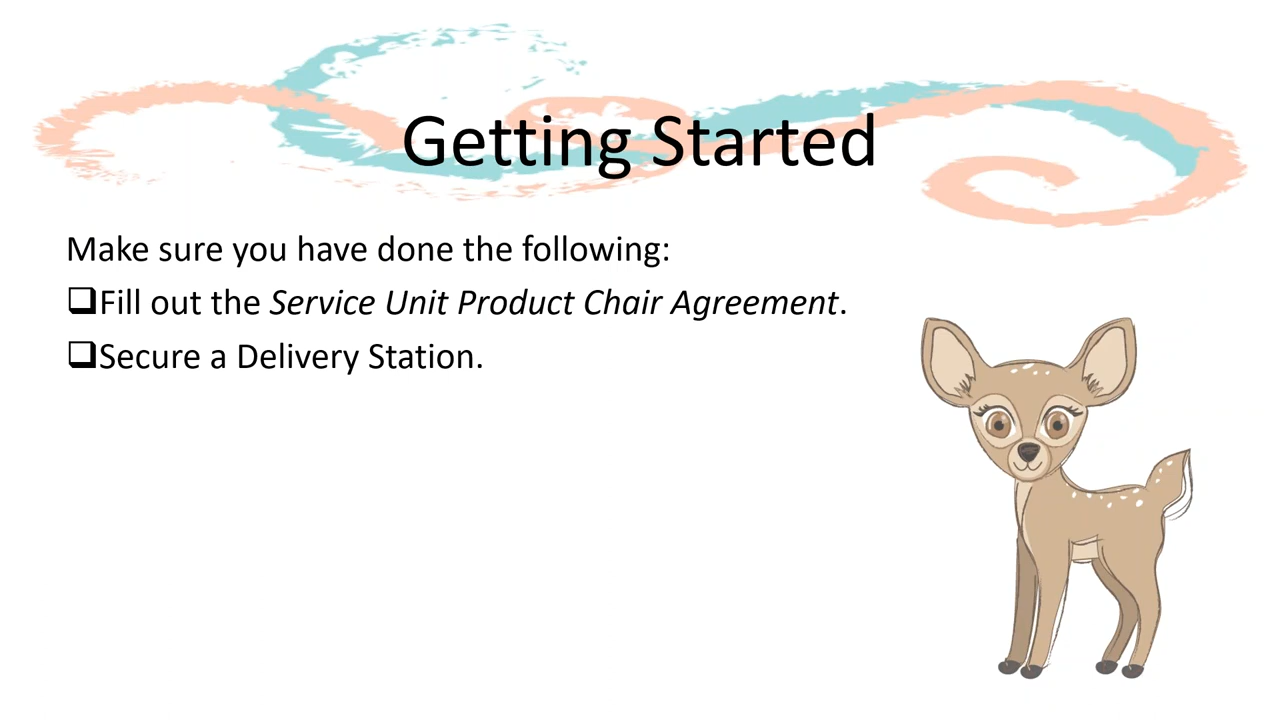 Getting Started
Make sure you have done the following:
❑Fill out the Service Unit Product Chair Agreement.
❑Secure a Delivery Station.